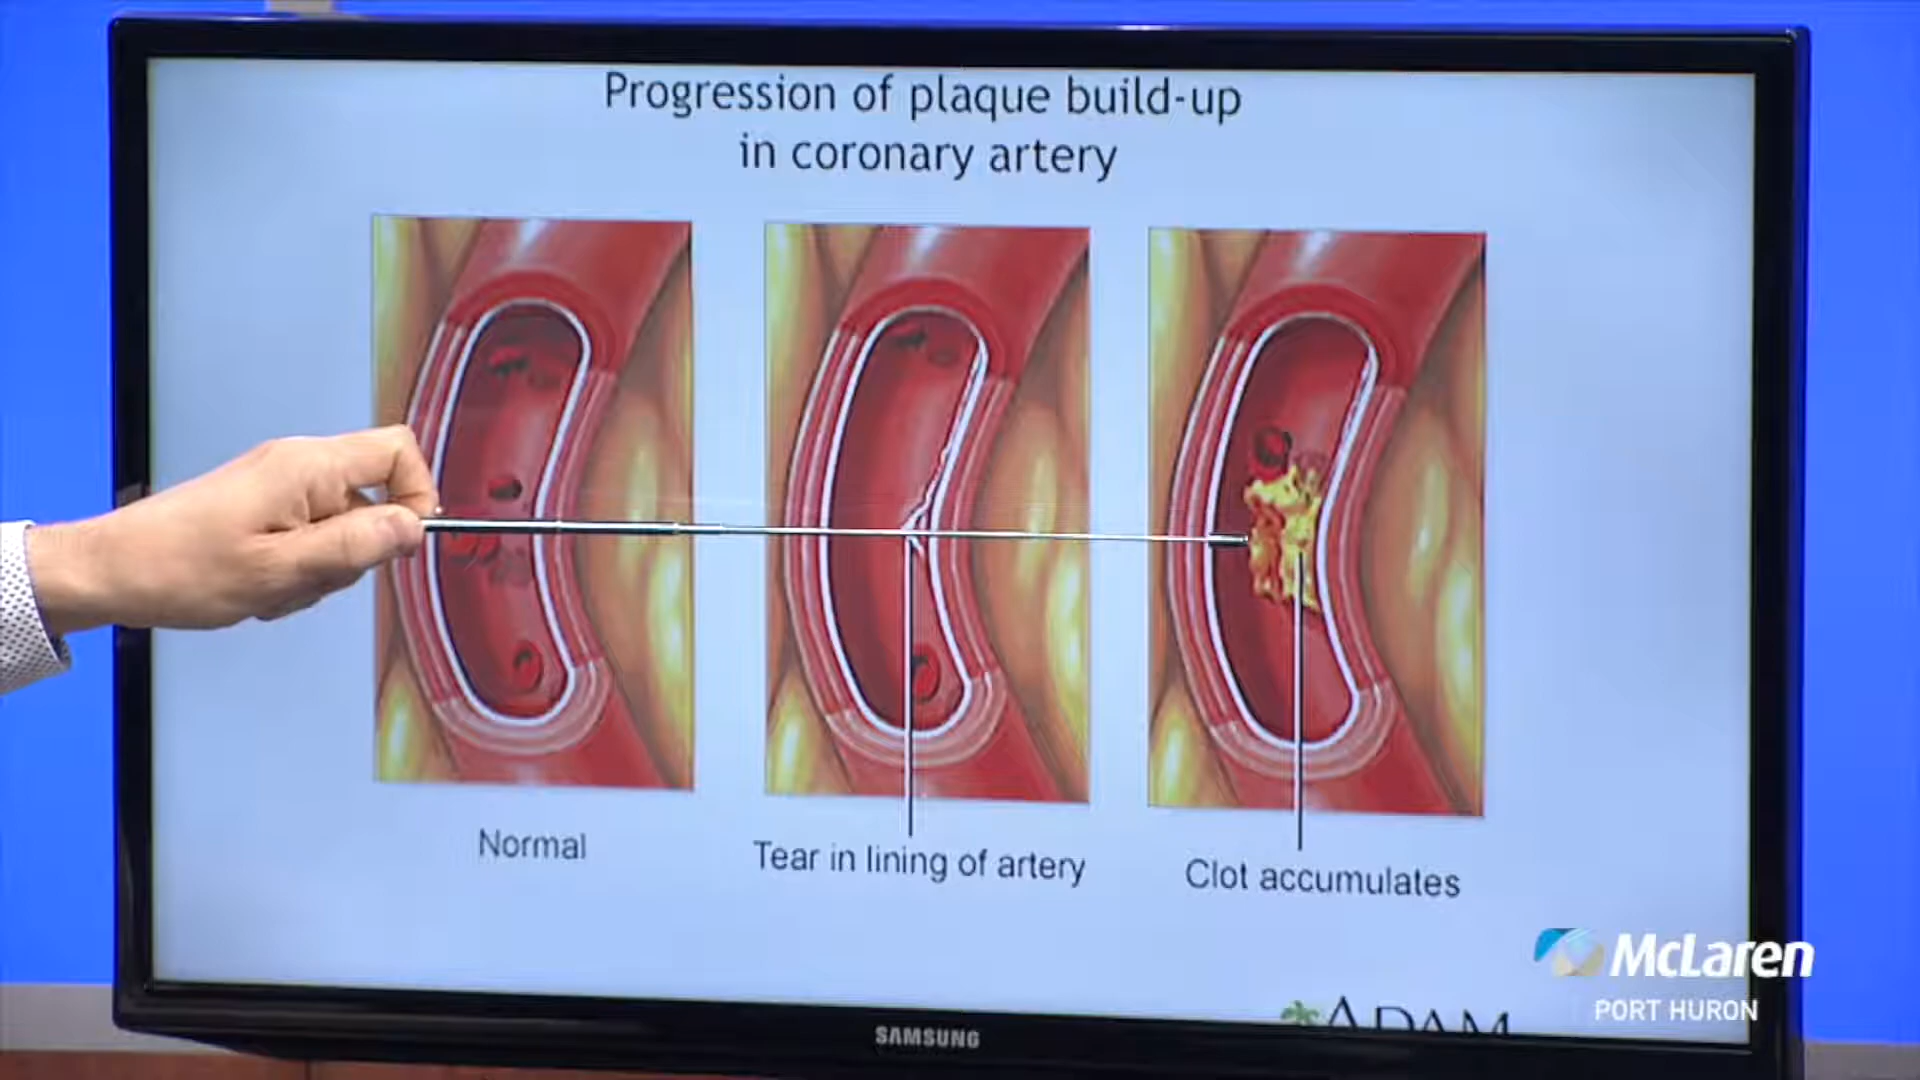 Progression of plaque build-up
in coronary artery
Normal
Tear in lining of artery
Clot accumulates
McLaren
PORT HURON
ADAM
SAMSUNG